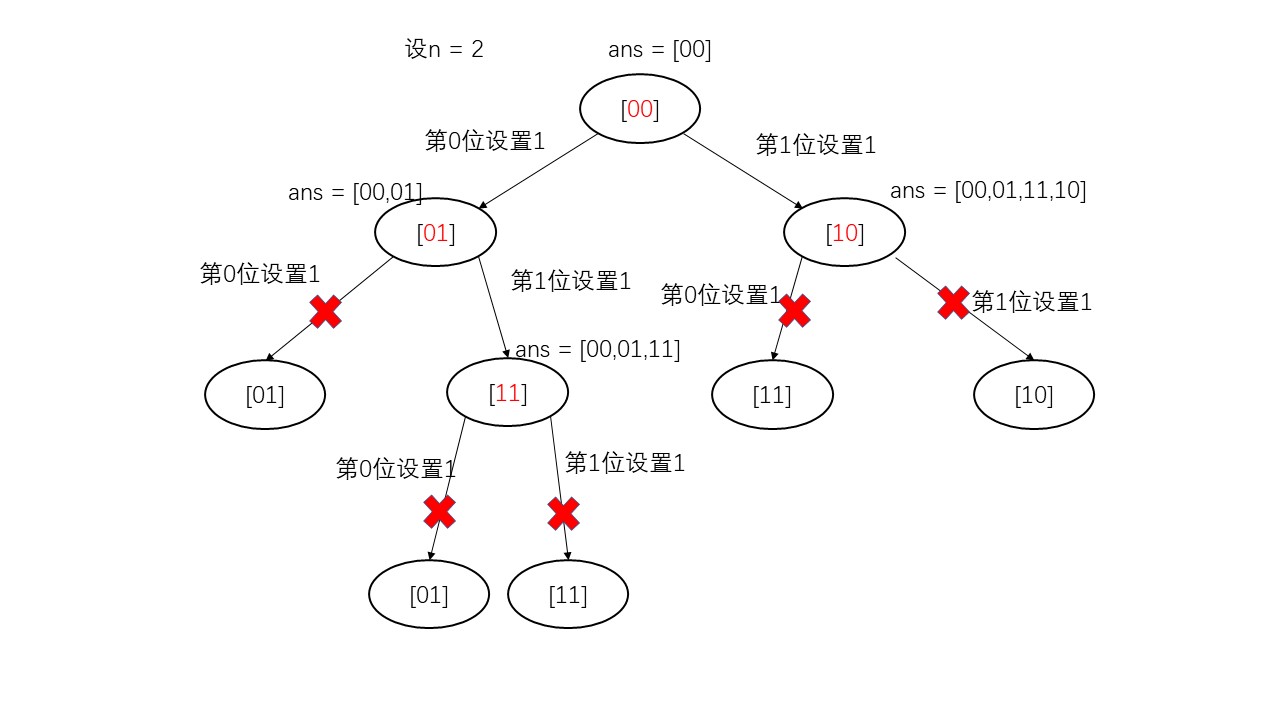 设n = 2
ans = [00]
[00]
第0位设置1
第1位设置1
ans = [00,01]
ans = [00,01,11,10]
[01]
[10]
第0位设置1
第1位设置1
第0位设置1
第1位设置1
ans = [00,01,11]
[01]
[11]
[11]
[10]
第0位设置1
第1位设置1
[01]
[11]